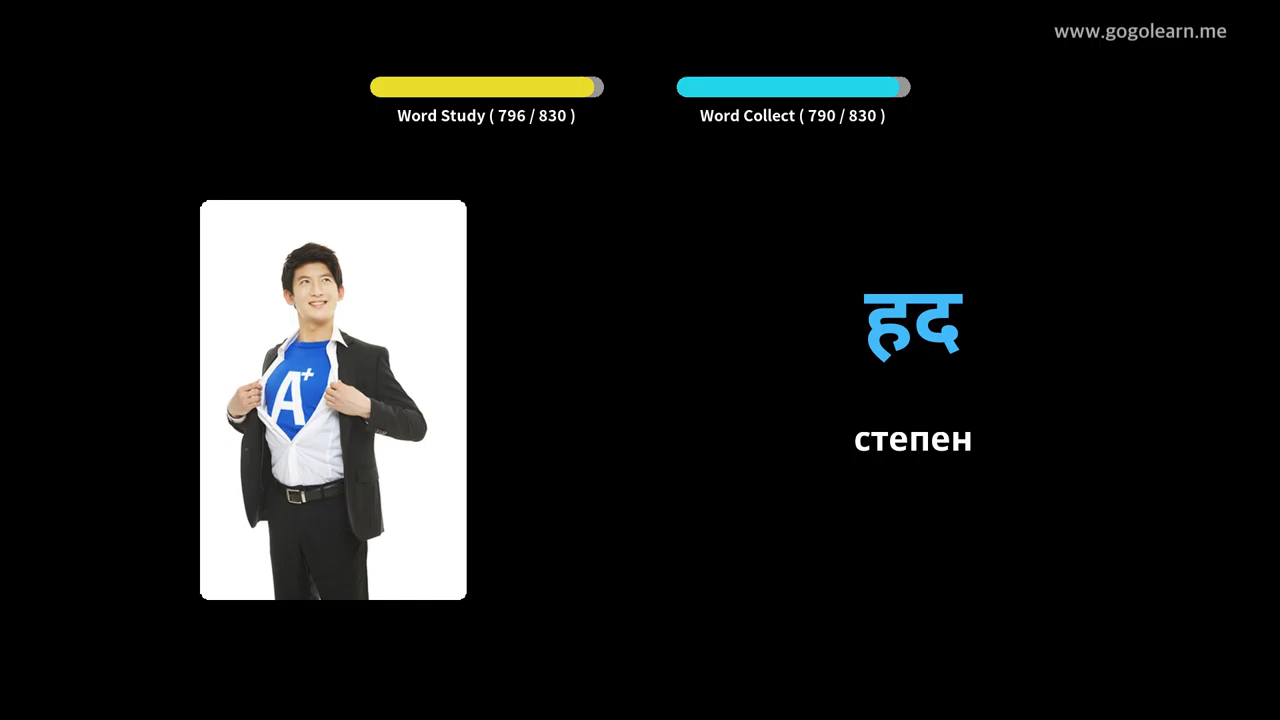 www.gogolearn.me
Word Study ( 796 / 830 )
Word Collect ( 790 / 830 )
A+
हद
степен